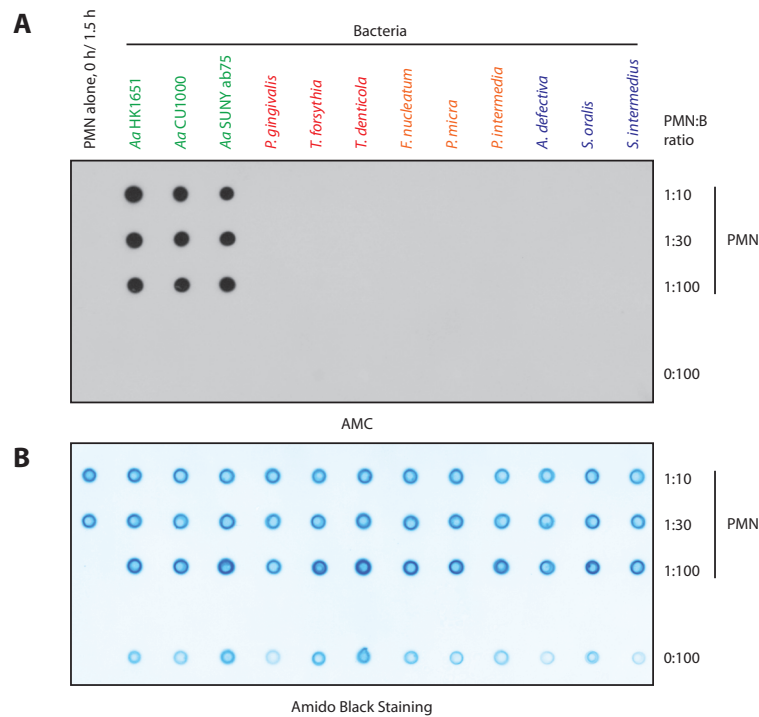 A
Bacteria
PMN alone, 0 h/ 1.5 h
Aa HK1651
Aa CU1000
Aa SUNY ab75
P. gingivalis
T. forsythia
T. denticola
F. nucleatum
P. micra
P. intermedia
A. defectiva
S. oralis
S. intermedius
PMN:B
ratio
1:10
1:30
PMN
1:100
0:100
AMC
B
1:10
1:30
PMN
1:100
0:100
Amido Black Staining